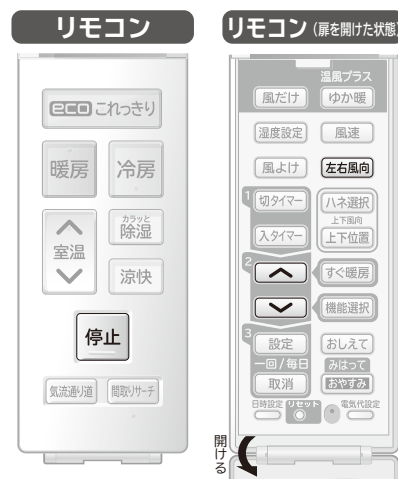 リモコン
eco これっきり
暖房 冷房
室温
カラッと
除湿
涼快
停止
気流通り道 間取りサーチ
リモコン(扉を開けた状態)
温風プラス
風だけ ゆか暖
湿度設定 風速
風よけ 左右風向
1 切タイマー ハネ選択
上下風向
入タイマー 上下位置
2 すぐ暖房
機能選択
3 設定 おしえて
一回/毎日 みはって
取消 おやすみ
日時設定 リセット 電気代設定
開ける